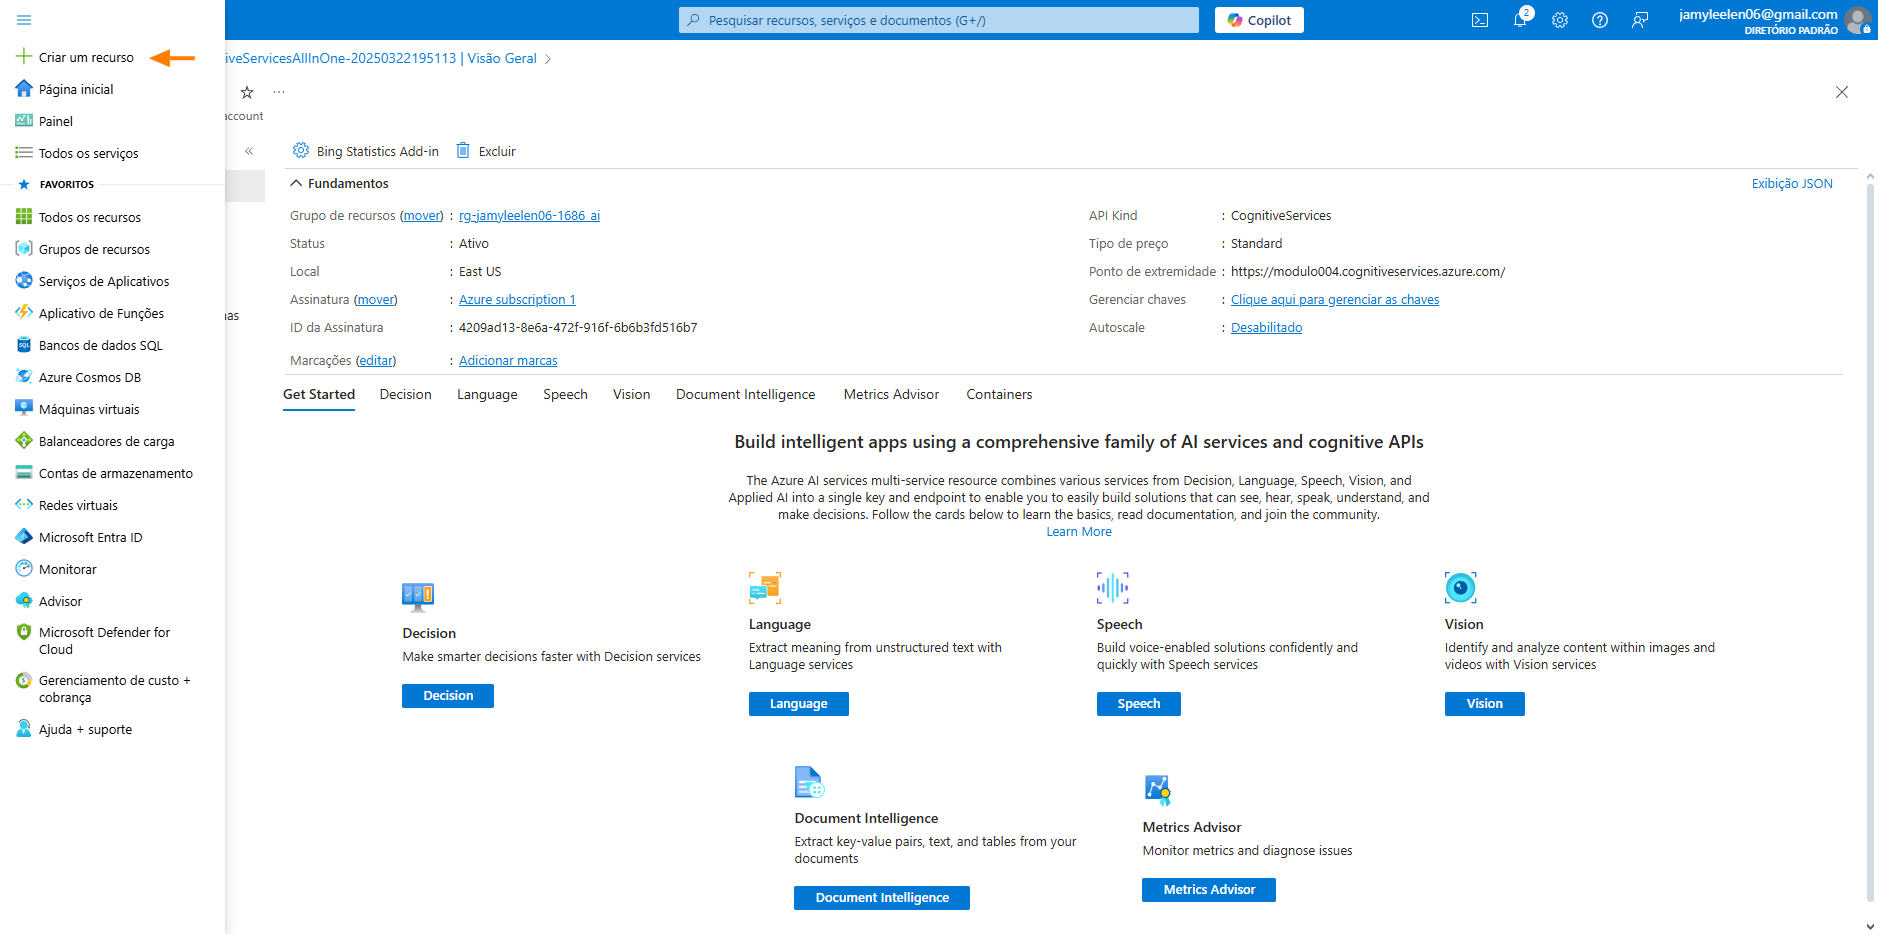 Pesquisar recursos, serviços e documentos (G+/)
Copilot
2
jamyleelen06@gmail.com
DIRETÓRIO PADRÃO
Criar um recurso
Página inicial
Painel
Todos os serviços
FAVORITOS
Todos os recursos
Grupos de recursos
Serviços de Aplicativos
Aplicativo de Funções
Bancos de dados SQL
Azure Cosmos DB
Máquinas virtuais
Balanceadores de carga
Contas de armazenamento
Redes virtuais
Microsoft Entra ID
Monitorar
Advisor
Microsoft Defender for
Cloud
Gerenciamento de custo +
cobrança
Ajuda + suporte
iveServicesAllInOne-20250322195113 | Visão Geral >
account
nas
Bing Statistics Add-in Excluir
Fundamentos
Exibição JSON
Grupo de recursos (mover) : rg-jamyleelen06-1686_ai
Status : Ativo
Local : East US
Assinatura (mover) : Azure subscription 1
ID da Assinatura : 4209ad13-8e6a-472f-916f-6b6b3fd516b7
Marcações (editar) : Adicionar marcas
API Kind : CognitiveServices
Tipo de preço : Standard
Ponto de extremidade : https://modulo004.cognitiveservices.azure.com/
Gerenciar chaves : Clique aqui para gerenciar as chaves
Autoscale : Desabilitado
Get Started Decision Language Speech Vision Document Intelligence Metrics Advisor Containers
Build intelligent apps using a comprehensive family of AI services and cognitive APIs
The Azure AI services multi-service resource combines various services from Decision, Language, Speech, Vision, and
Applied AI into a single key and endpoint to enable you to easily build solutions that can see, hear, speak, understand, and
make decisions. Follow the cards below to learn the basics, read documentation, and join the community.
Learn More
Decision
Make smarter decisions faster with Decision services
Decision
Language
Extract meaning from unstructured text with
Language services
Language
Speech
Build voice-enabled solutions confidently and
quickly with Speech services
Speech
Vision
Identify and analyze content within images and
videos with Vision services
Vision
Document Intelligence
Extract key-value pairs, text, and tables from your
documents
Document Intelligence
Metrics Advisor
Monitor metrics and diagnose issues
Metrics Advisor